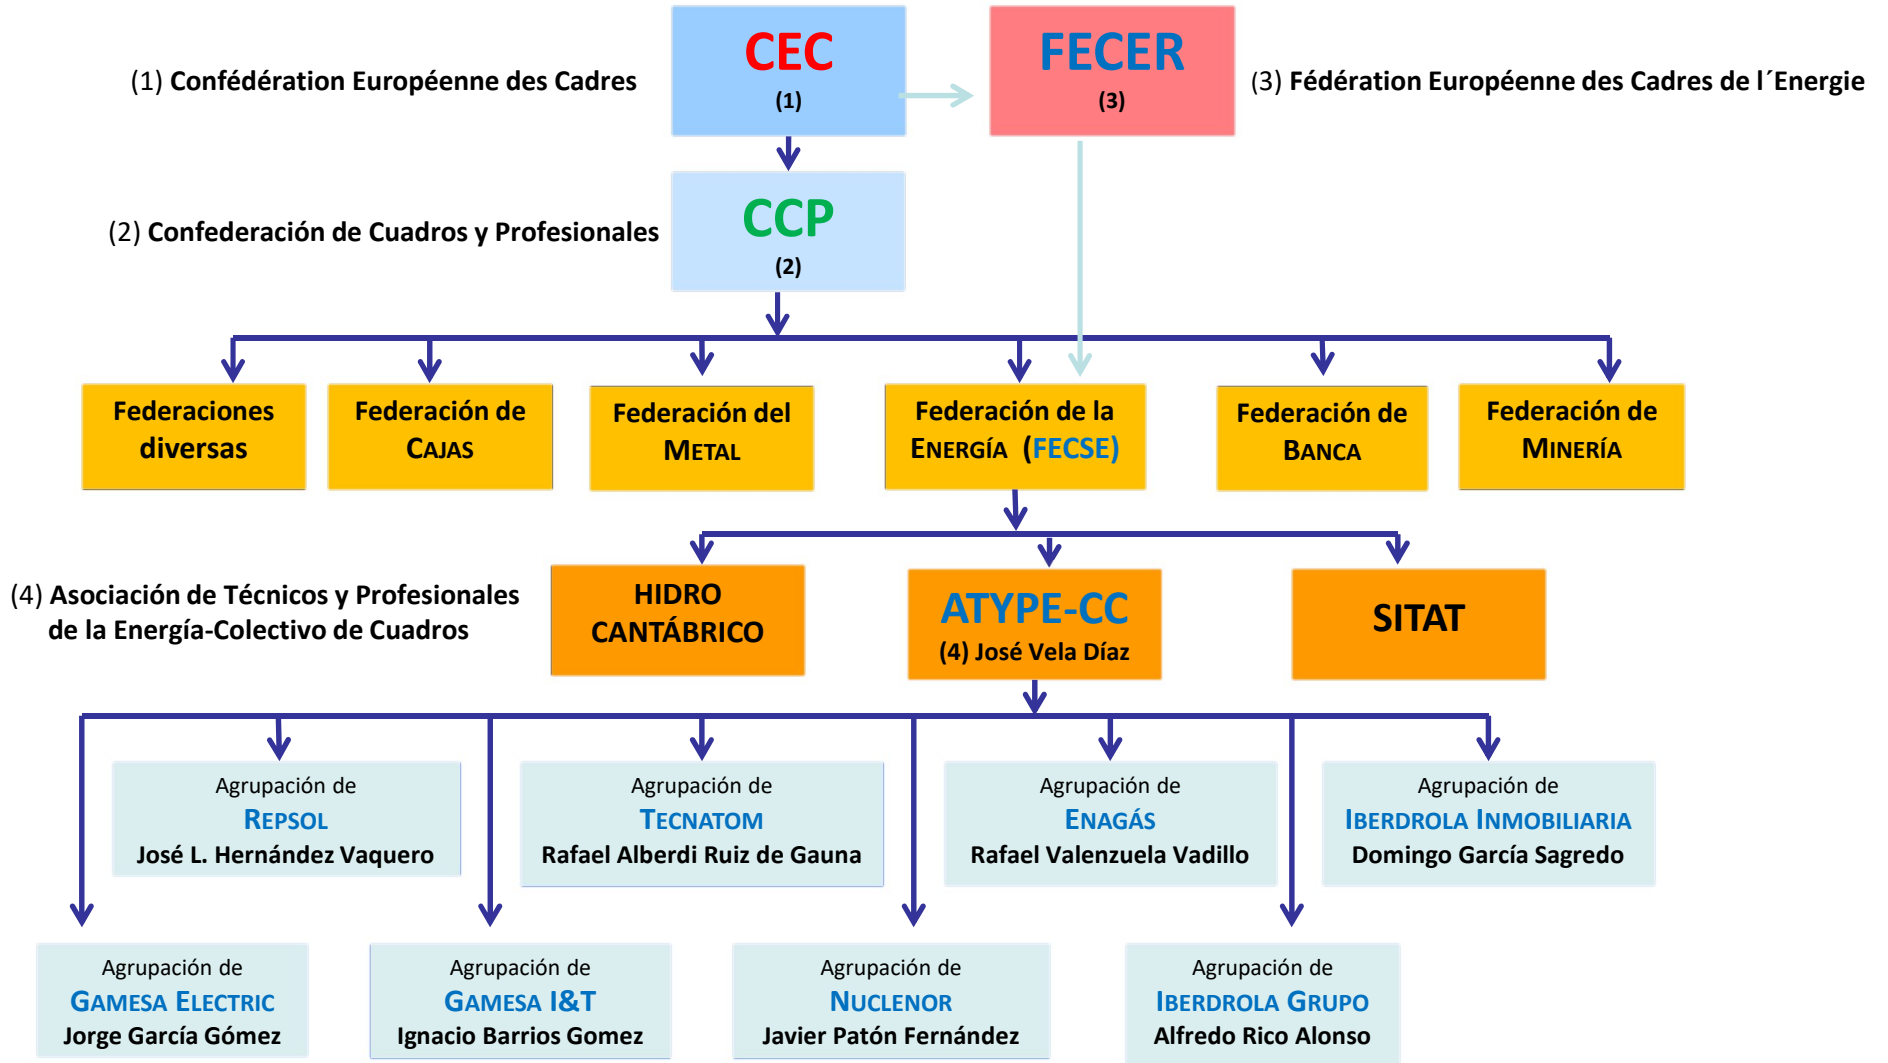 CEC
(1)
FECER
(3)
(1) Confédération Européenne des Cadres
(3) Fédération Européenne des Cadres de l´Energie
CCP
(2)
(2) Confederación de Cuadros y Profesionales
Federaciones
diversas
Federación de
CAJAS
Federación del
METAL
Federación de la
ENERGÍA (FECSE)
Federación de
BANCA
Federación de
MINERÍA
(4) Asociación de Técnicos y Profesionales
de la Energía-Colectivo de Cuadros
HIDRO
CANTÁBRICO
ATYPE-CC
(4) José Vela Díaz
SITAT
Agrupación de
REPSOL
José L. Hernández Vaquero
Agrupación de
TECNATOM
Rafael Alberdi Ruiz de Gauna
Agrupación de
ENAGÁS
Rafael Valenzuela Vadillo
Agrupación de
IBERDROLA INMOBILIARIA
Domingo García Sagredo
Agrupación de
GAMESA ELECTRIC
Jorge García Gómez
Agrupación de
GAMESA I&T
Ignacio Barrios Gomez
Agrupación de
NUCLENOR
Javier Patón Fernández
Agrupación de
IBERDROLA GRUPO
Alfredo Rico Alonso